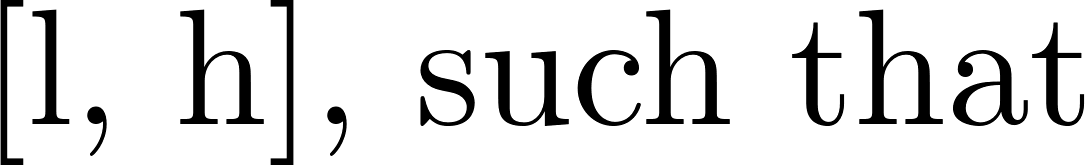 [l, h], such that